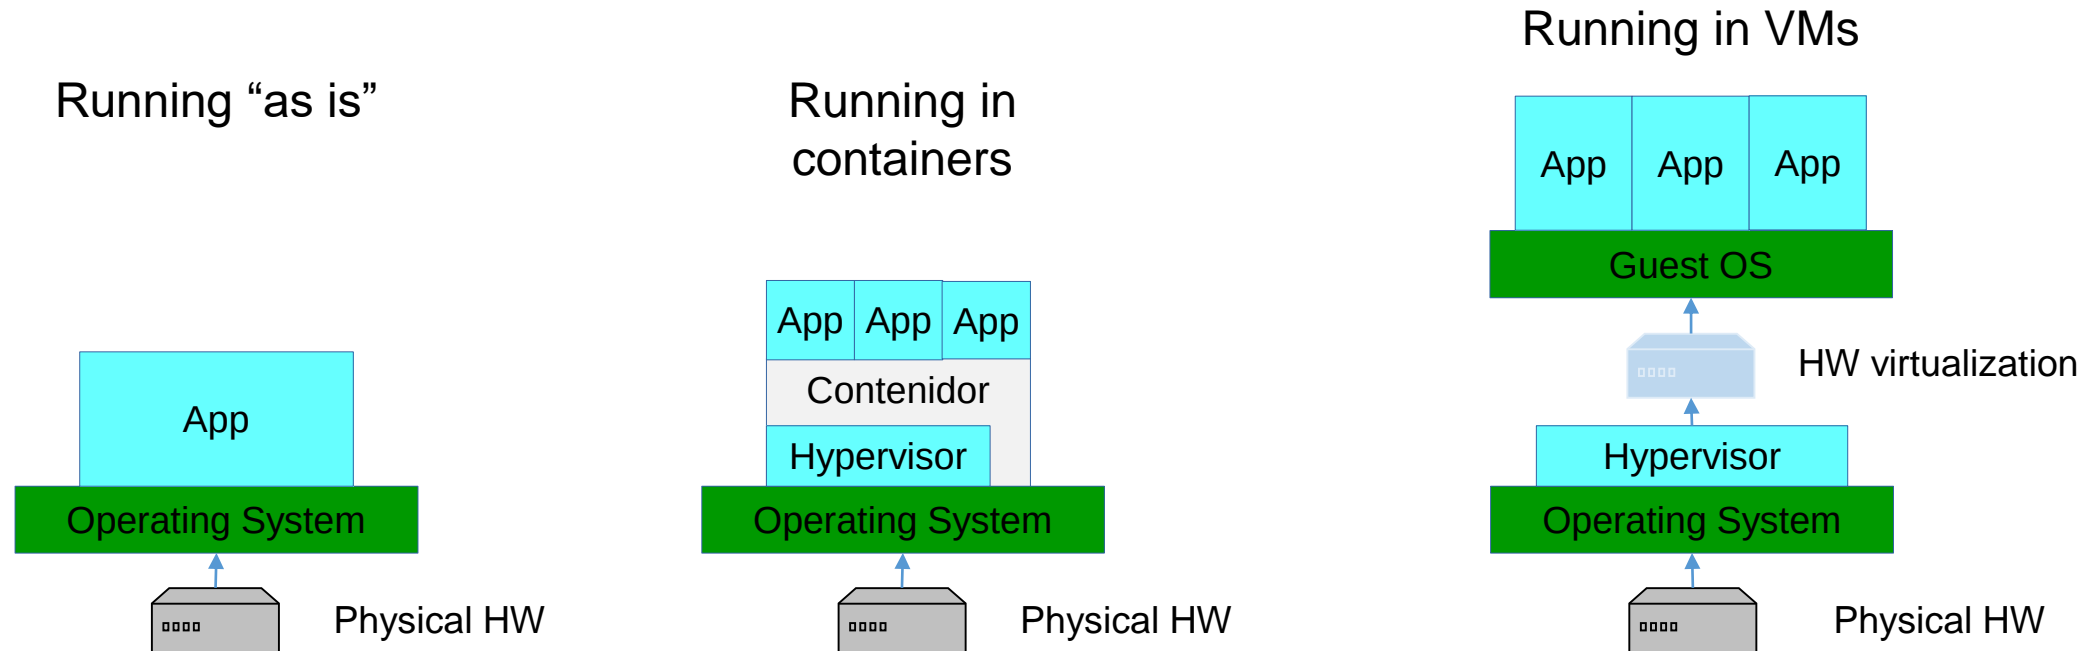 Running “as is”
App
Operating System
Physical HW
Running in
containers
App App App
Contenidor
Hypervisor
Operating System
Physical HW
Running in VMs
App App App
Guest OS
HW virtualization
Hypervisor
Operating System
Physical HW